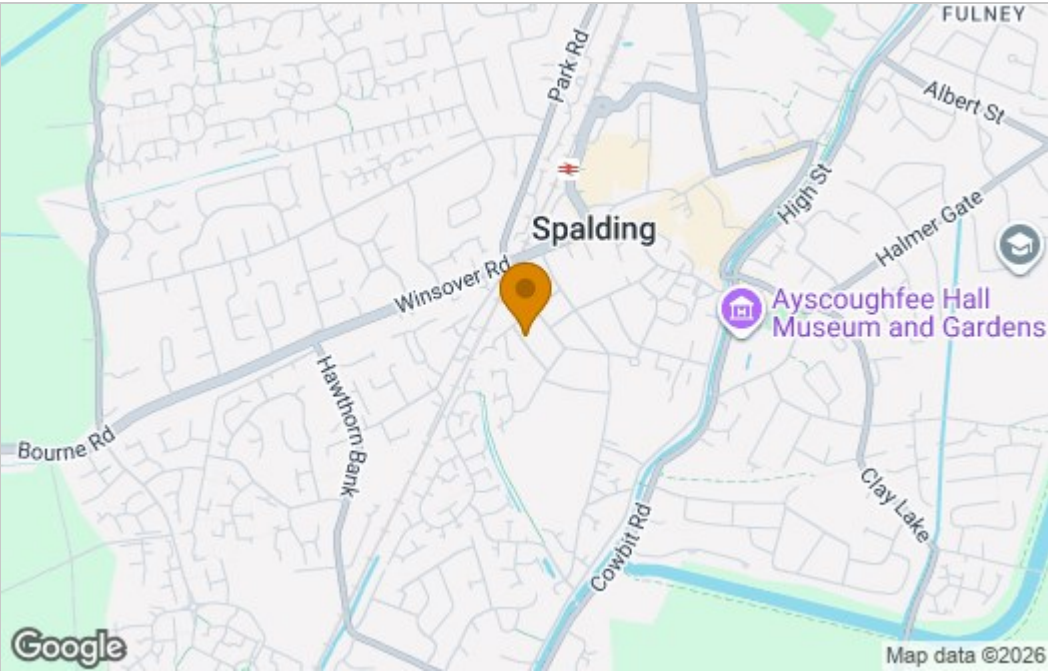 FULNEY
Park Rd
Albert St
High St
Spalding
Halmer Gate
Winsover Rd
Ayscoughfee Hall
Museum and Gardens
Hawthorn Bank
Bourne Rd
Clay Lake
Cowbit Rd
Google
Map data ©2026